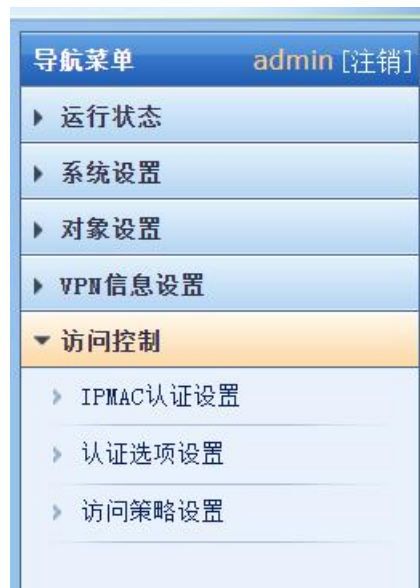 导航菜单 admin [注销]
运行状态
系统设置
对象设置
VPN信息设置
访问控制
IPMAC认证设置
认证选项设置
访问策略设置